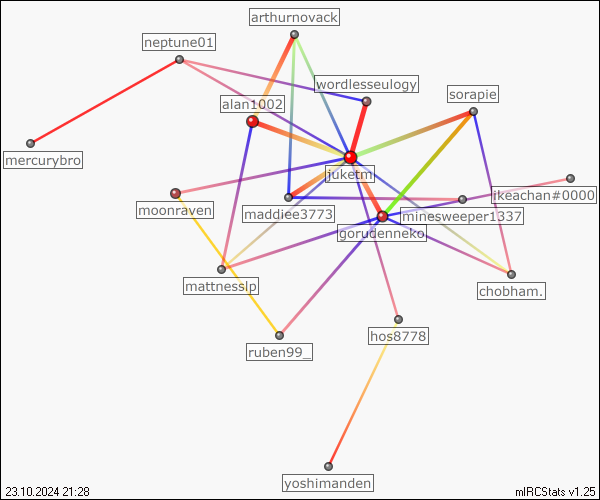 arthurnovack
neptune01
wordlesseulogy
sorapie
alan1002
mercurybro
juketm
ikeachan#0000
moonraven
maddiee3773
minesweeper1337
gorudenneko
mattnesslp
chobham.
hos8778
ruben99_
yoshimanden
23.10.2024 21:28
mIRCStats v1.25